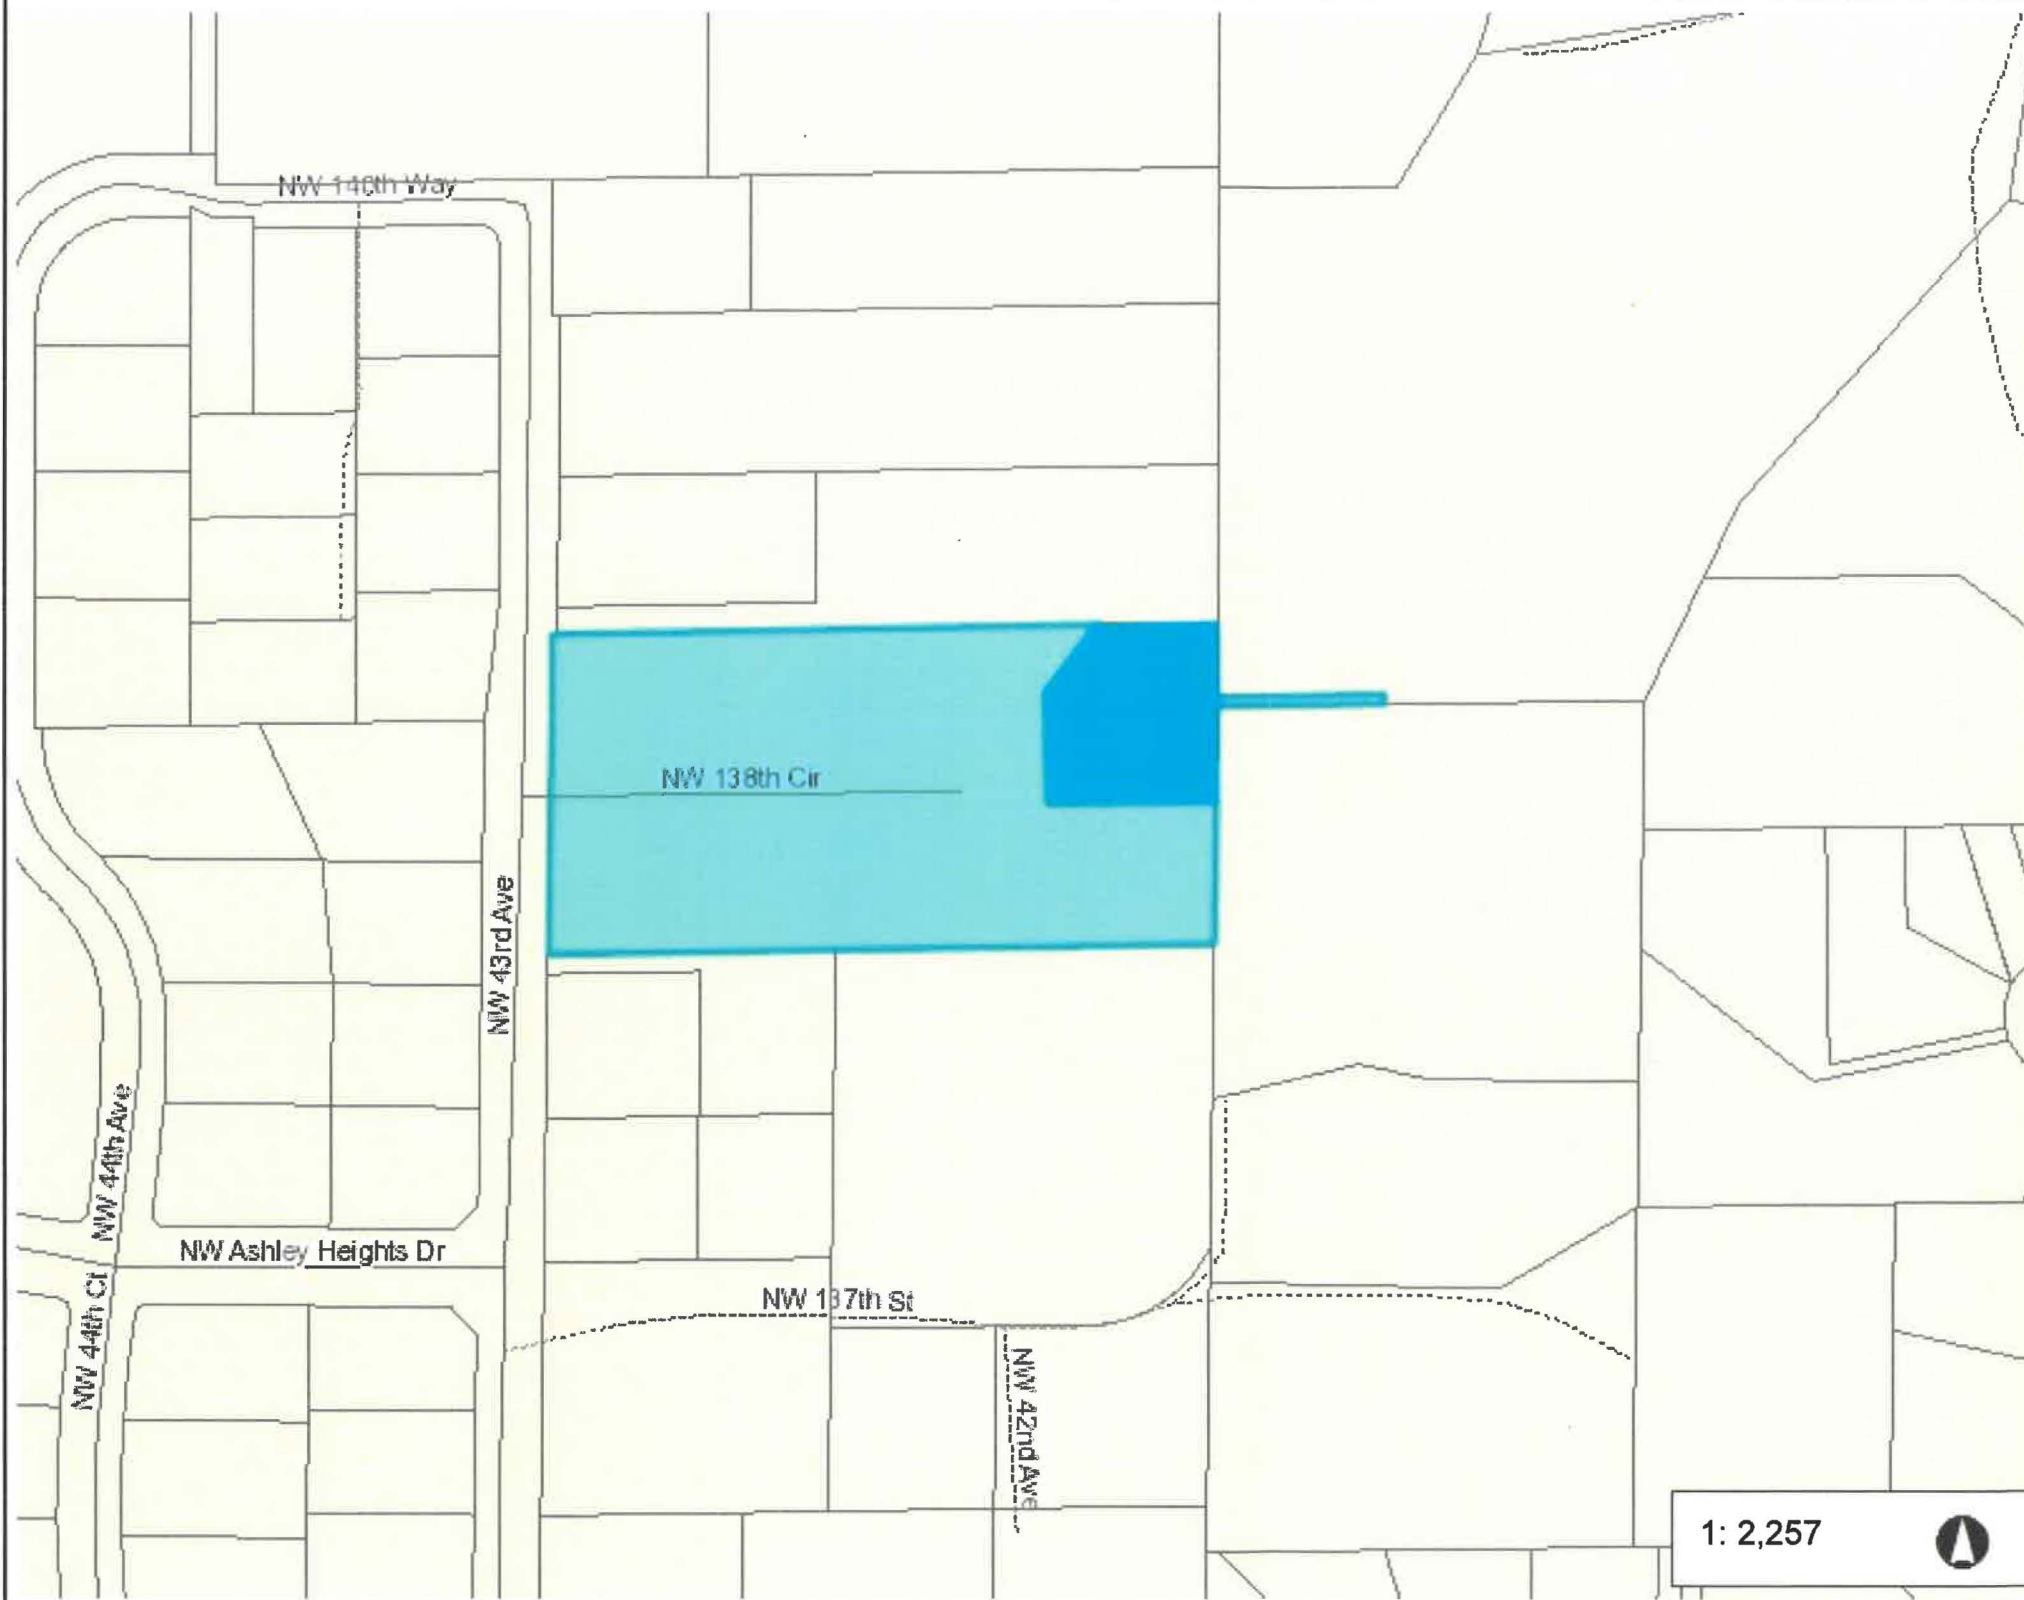 NW 140th Way
NW 138th Cir
NW 43rd Ave
NW 44th Ave
NW Ashley Heights Dr
NW 44th Ct
NW 137th St
NW 42nd Ave
1: 2,257